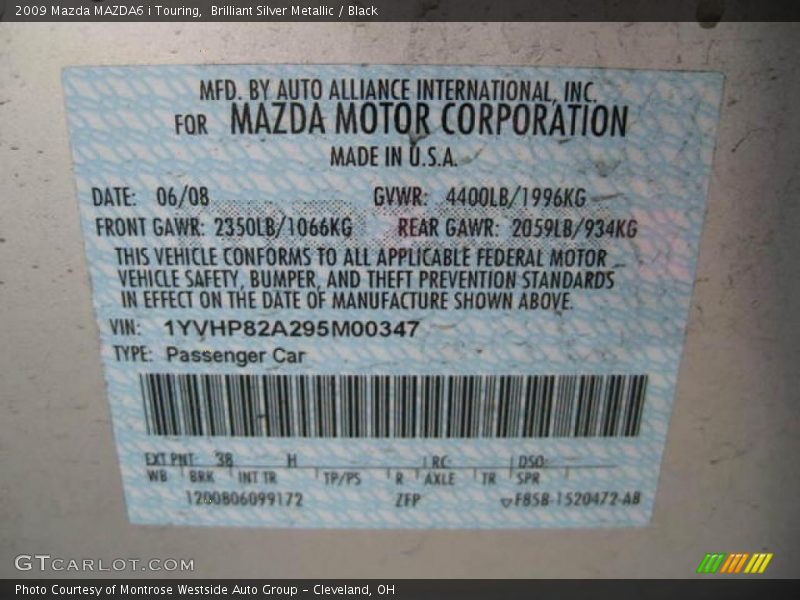 2009 Mazda MAZDA6 i Touring,  Brilliant Silver Metallic / Black
MFD. BY AUTO ALLIANCE INTERNATIONAL, INC.
FOR MAZDA MOTOR CORPORATION
MADE IN U.S.A.
DATE: 06/08 GVWR: 4400LB/1996KG
FRONT GAWR: 2350LB/1066KG REAR GAWR: 2059LB/934KG
THIS VEHICLE CONFORMS TO ALL APPLICABLE FEDERAL MOTOR
VEHICLE SAFETY, BUMPER, AND THEFT PREVENTION STANDARDS
IN EFFECT ON THE DATE OF MANUFACTURE SHOWN ABOVE.
VIN: 1YVHP82A295M00347
TYPE: Passenger Car
EXT PNT: 38 H RC: DSO:
WB BRK INT TR TP/PS R AXLE TR SPR
1200806099172 ZFP F85B-1520472-AB
GTCARLOT.COM
Photo Courtesy of Montrose Westside Auto Group - Cleveland, OH